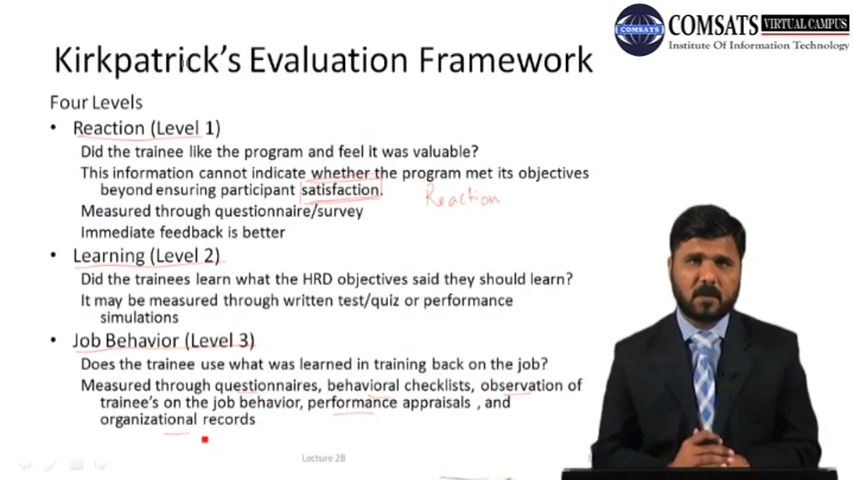 COMSATS
COMSATS VIRTUAL CAMPUS
Institute Of Information Technology
Kirkpatrick's Evaluation Framework
Four Levels
• Reaction (Level 1)
Did the trainee like the program and feel it was valuable?
This information cannot indicate whether the program met its objectives
beyond ensuring participant satisfaction.
Reaction
Measured through questionnaire/survey
Immediate feedback is better
• Learning (Level 2)
Did the trainees learn what the HRD objectives said they should learn?
It may be measured through written test/quiz or performance
simulations
• Job Behavior (Level 3)
Does the trainee use what was learned in training back on the job?
Measured through questionnaires, behavioral checklists, observation of
trainee's on the job behavior, performance appraisals , and
organizational records
Lecture 28